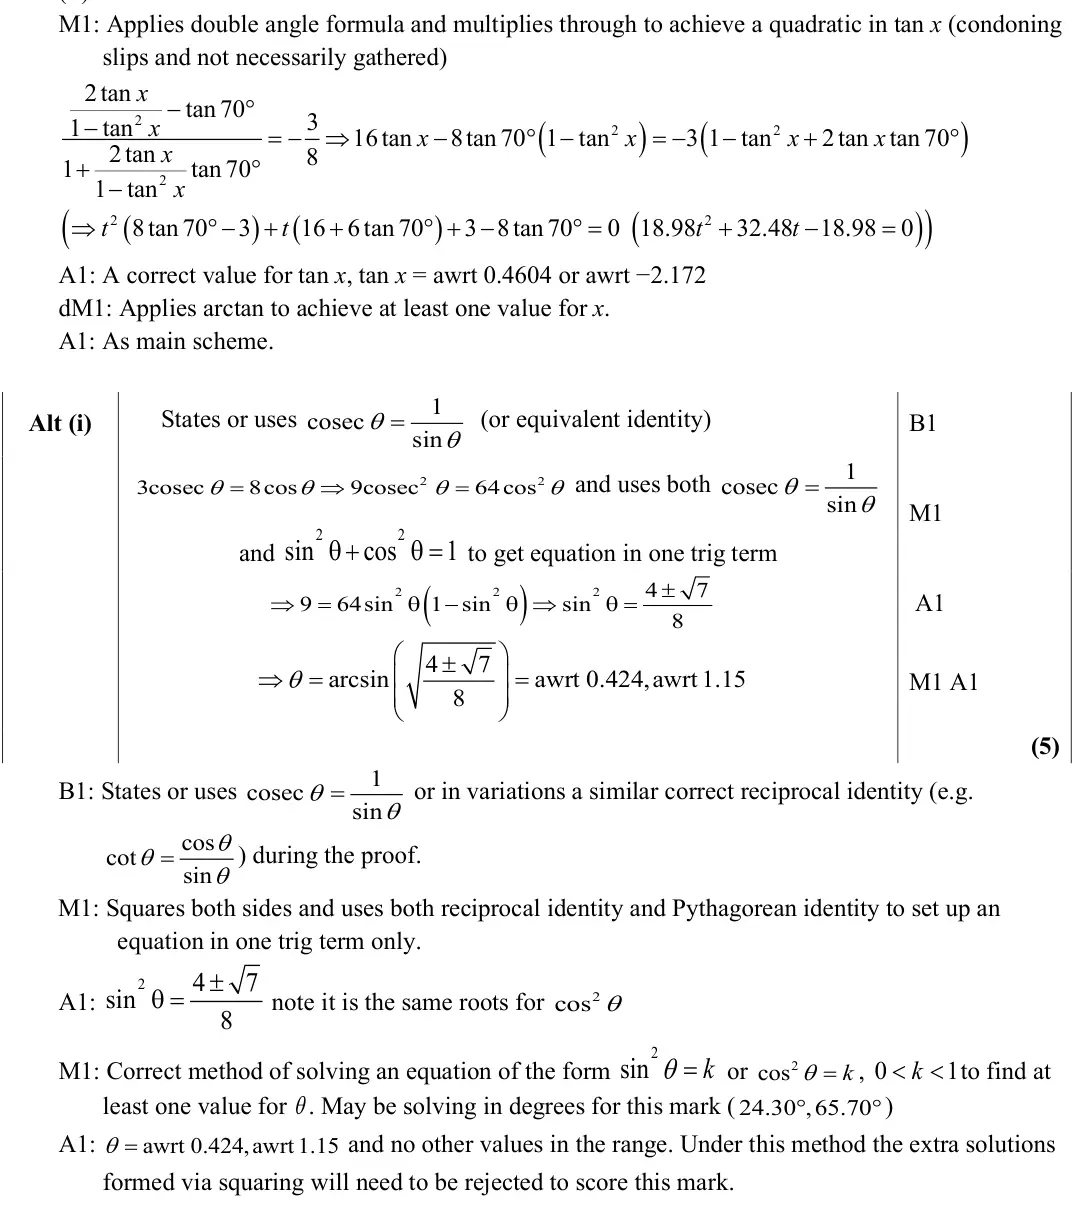 M1: Applies double angle formula and multiplies through to achieve a quadratic in tan x (condoning
slips and not necessarily gathered)
\frac{\frac{2 tan x}{1 − tan² x} − tan 70°}{1 + \frac{2 tan x}{1 − tan² x} tan 70°} = −\frac{3}{8} ⇒ 16 tan x − 8 tan 70°(1 − tan² x) = −3(1 − tan² x + 2 tan x tan 70°)
(⇒ t²(8 tan 70° − 3) + t(16 + 6 tan 70°) + 3 − 8 tan 70° = 0 (18.98t² + 32.48t − 18.98 = 0))
A1: A correct value for tan x, tan x = awrt 0.4604 or awrt −2.172
dM1: Applies arctan to achieve at least one value for x.
A1: As main scheme.
Alt (i) States or uses cosec θ = \frac{1}{sin θ} (or equivalent identity) B1
3cosec θ = 8 cos θ ⇒ 9cosec² θ = 64 cos² θ and uses both cosec θ = \frac{1}{sin θ} M1
and sin² θ + cos² θ = 1 to get equation in one trig term
⇒ 9 = 64 sin² θ(1 − sin² θ) ⇒ sin² θ = \frac{4 ± √7}{8} A1
⇒ θ = arcsin(√\frac{4 ± √7}{8}) = awrt 0.424, awrt 1.15 M1 A1
(5)
B1: States or uses cosec θ = \frac{1}{sin θ} or in variations a similar correct reciprocal identity (e.g.
cot θ = \frac{cos θ}{sin θ}) during the proof.
M1: Squares both sides and uses both reciprocal identity and Pythagorean identity to set up an
equation in one trig term only.
A1: sin² θ = \frac{4 ± √7}{8} note it is the same roots for cos² θ
M1: Correct method of solving an equation of the form sin² θ = k or cos² θ = k, 0 < k < 1 to find at
least one value for θ. May be solving in degrees for this mark (24.30°, 65.70°)
A1: θ = awrt 0.424, awrt 1.15 and no other values in the range. Under this method the extra solutions
formed via squaring will need to be rejected to score this mark.